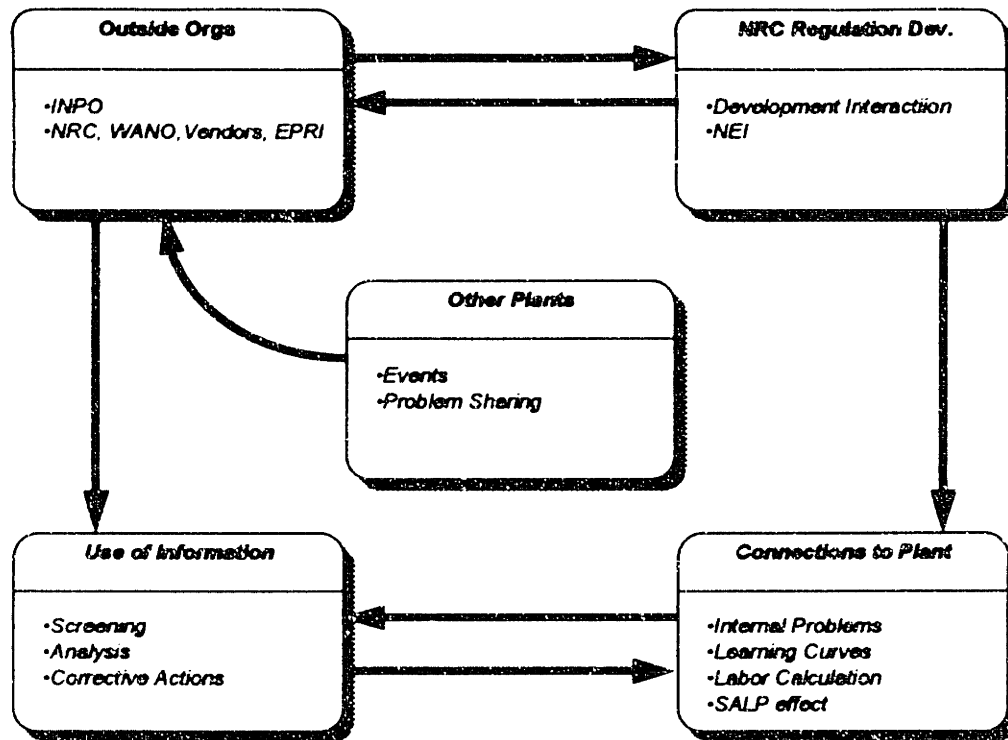 Outside Orgs
•INPO
•NRC, WANO, Vendors, EPRI
NRC Regulation Dev.
•Development Interactiion
•NEI
Other Plants
•Events
•Problem Sharing
Use of Information
•Screening
•Analysis
•Corrective Actions
Connections to Plant
•Internal Problems
•Learning Curves
•Labor Calculation
•SALP effect